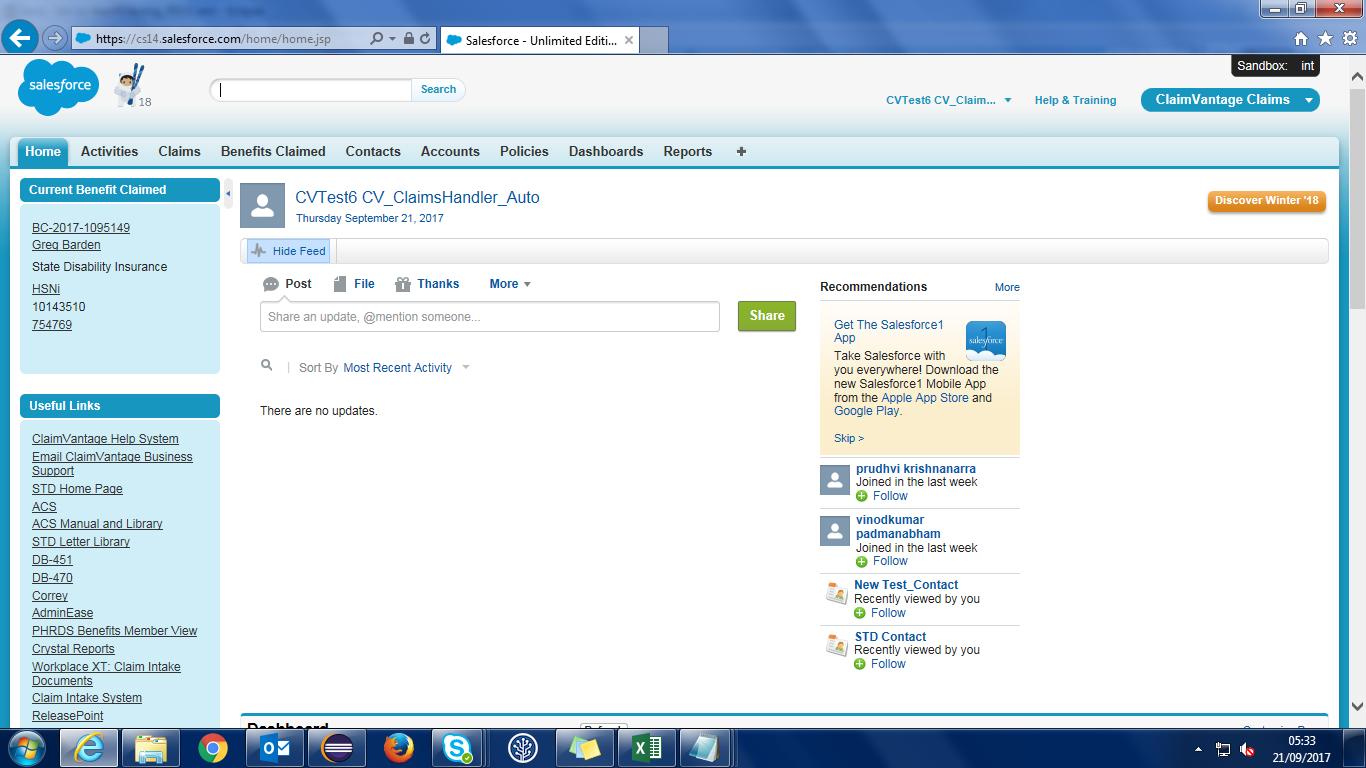 https://cs14.salesforce.com/home/home.jsp
Salesforce - Unlimited Editi...
Sandbox: int
salesforce
18
Search
CVTest6 CV_Claim...
Help & Training
ClaimVantage Claims
Home
Activities
Claims
Benefits Claimed
Contacts
Accounts
Policies
Dashboards
Reports
Current Benefit Claimed
BC-2017-1095149
Greg Barden
State Disability Insurance
HSNi
10143510
754769
Useful Links
ClaimVantage Help System
Email ClaimVantage Business
Support
STD Home Page
ACS
ACS Manual and Library
STD Letter Library
DB-451
DB-470
Correy
AdminEase
PHRDS Benefits Member View
Crystal Reports
Workplace XT: Claim Intake
Documents
Claim Intake System
ReleasePoint
CVTest6 CV_ClaimsHandler_Auto
Thursday September 21, 2017
Discover Winter '18
Hide Feed
Post
File
Thanks
More
Share an update, @mention someone...
Share
Sort By Most Recent Activity
There are no updates.
Recommendations
More
Get The Salesforce1
App
salesforce
1
Take Salesforce with
you everywhere! Download the
new Salesforce1 Mobile App
from the Apple App Store and
Google Play.
Skip >
prudhvi krishnanarra
Joined in the last week
Follow
vinodkumar
padmanabham
Joined in the last week
Follow
New Test_Contact
Recently viewed by you
Follow
STD Contact
Recently viewed by you
Follow
Dashboard
05:33
21/09/2017